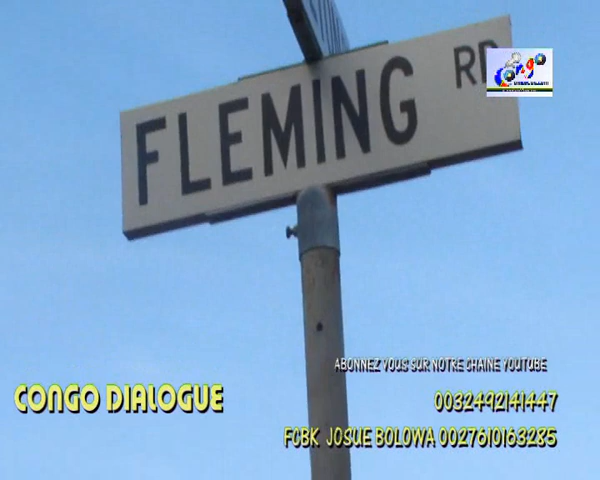 FLEMING RD
ABONNEZ VOUS SUR NOTRE CHAINE YOUTUBE
CONGO DIALOGUE
0032492141447
FCBK JOSUE BOLOWA 0027610163285